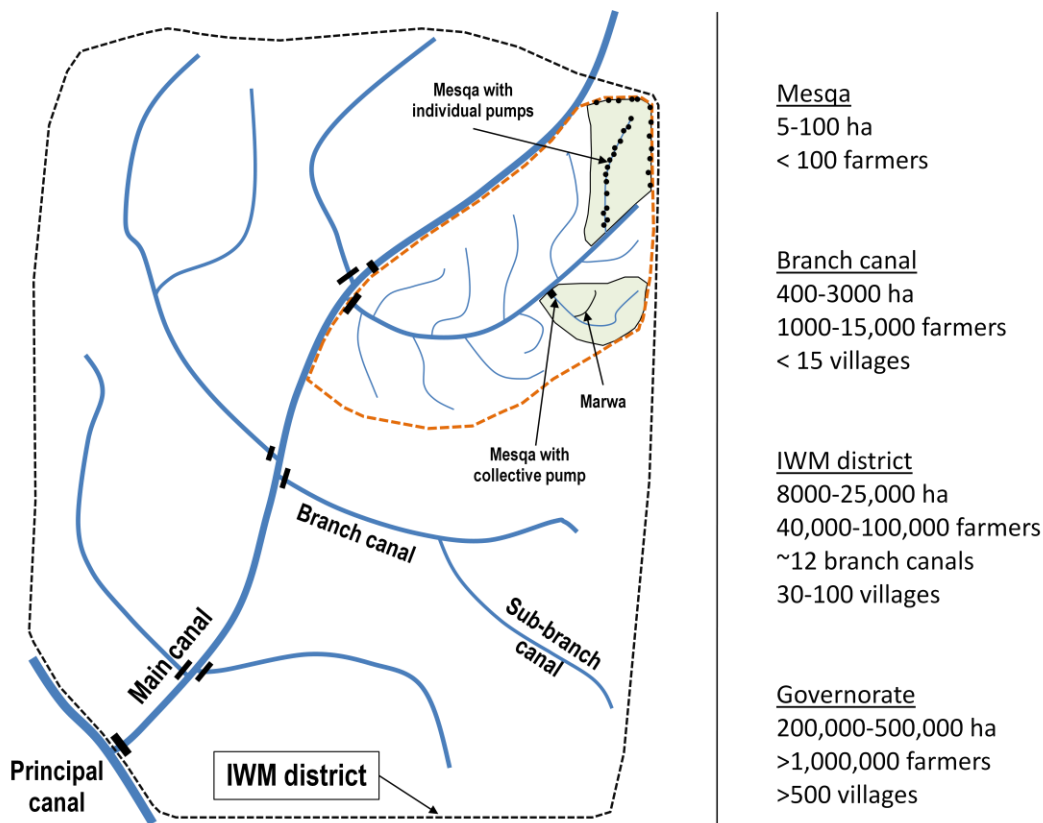 Mesqa with
individual pumps
Marwa
Mesqa with
collective pump
Branch canal
Sub-branch
canal
Main canal
Principal
canal
IWM district
Mesqa
5-100 ha
< 100 farmers
Branch canal
400-3000 ha
1000-15,000 farmers
< 15 villages
IWM district
8000-25,000 ha
40,000-100,000 farmers
~12 branch canals
30-100 villages
Governorate
200,000-500,000 ha
>1,000,000 farmers
>500 villages